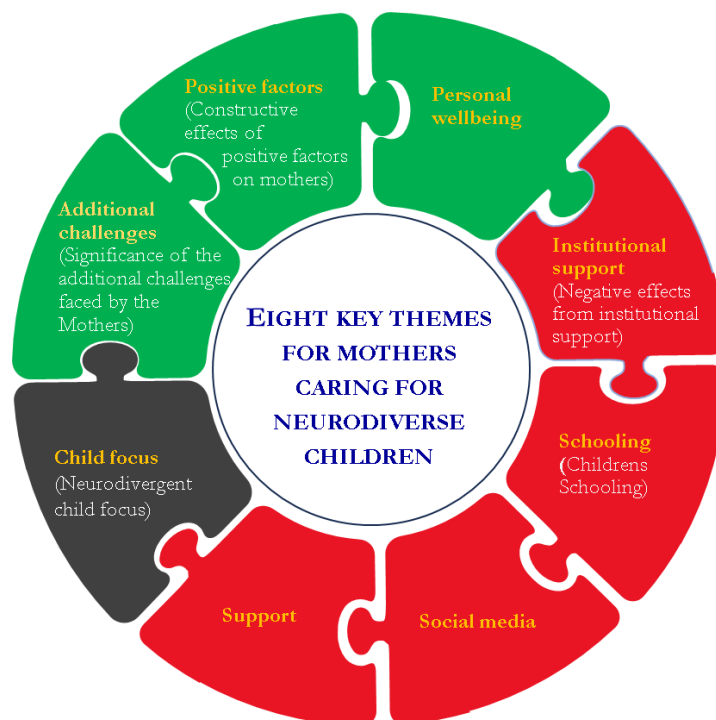 Positive factors
(Constructive
effects of
positive factors
on mothers)
Personal
wellbeing
Institutional
support
(Negative effects
from institutional
support)
Schooling
(Childrens
Schooling)
Social media
Support
Child focus
(Neurodivergent
child focus)
Additional
challenges
(Significance of the
additional challenges
faced by the
Mothers)
EIGHT KEY THEMES
FOR MOTHERS
CARING FOR
NEURODIVERSE
CHILDREN